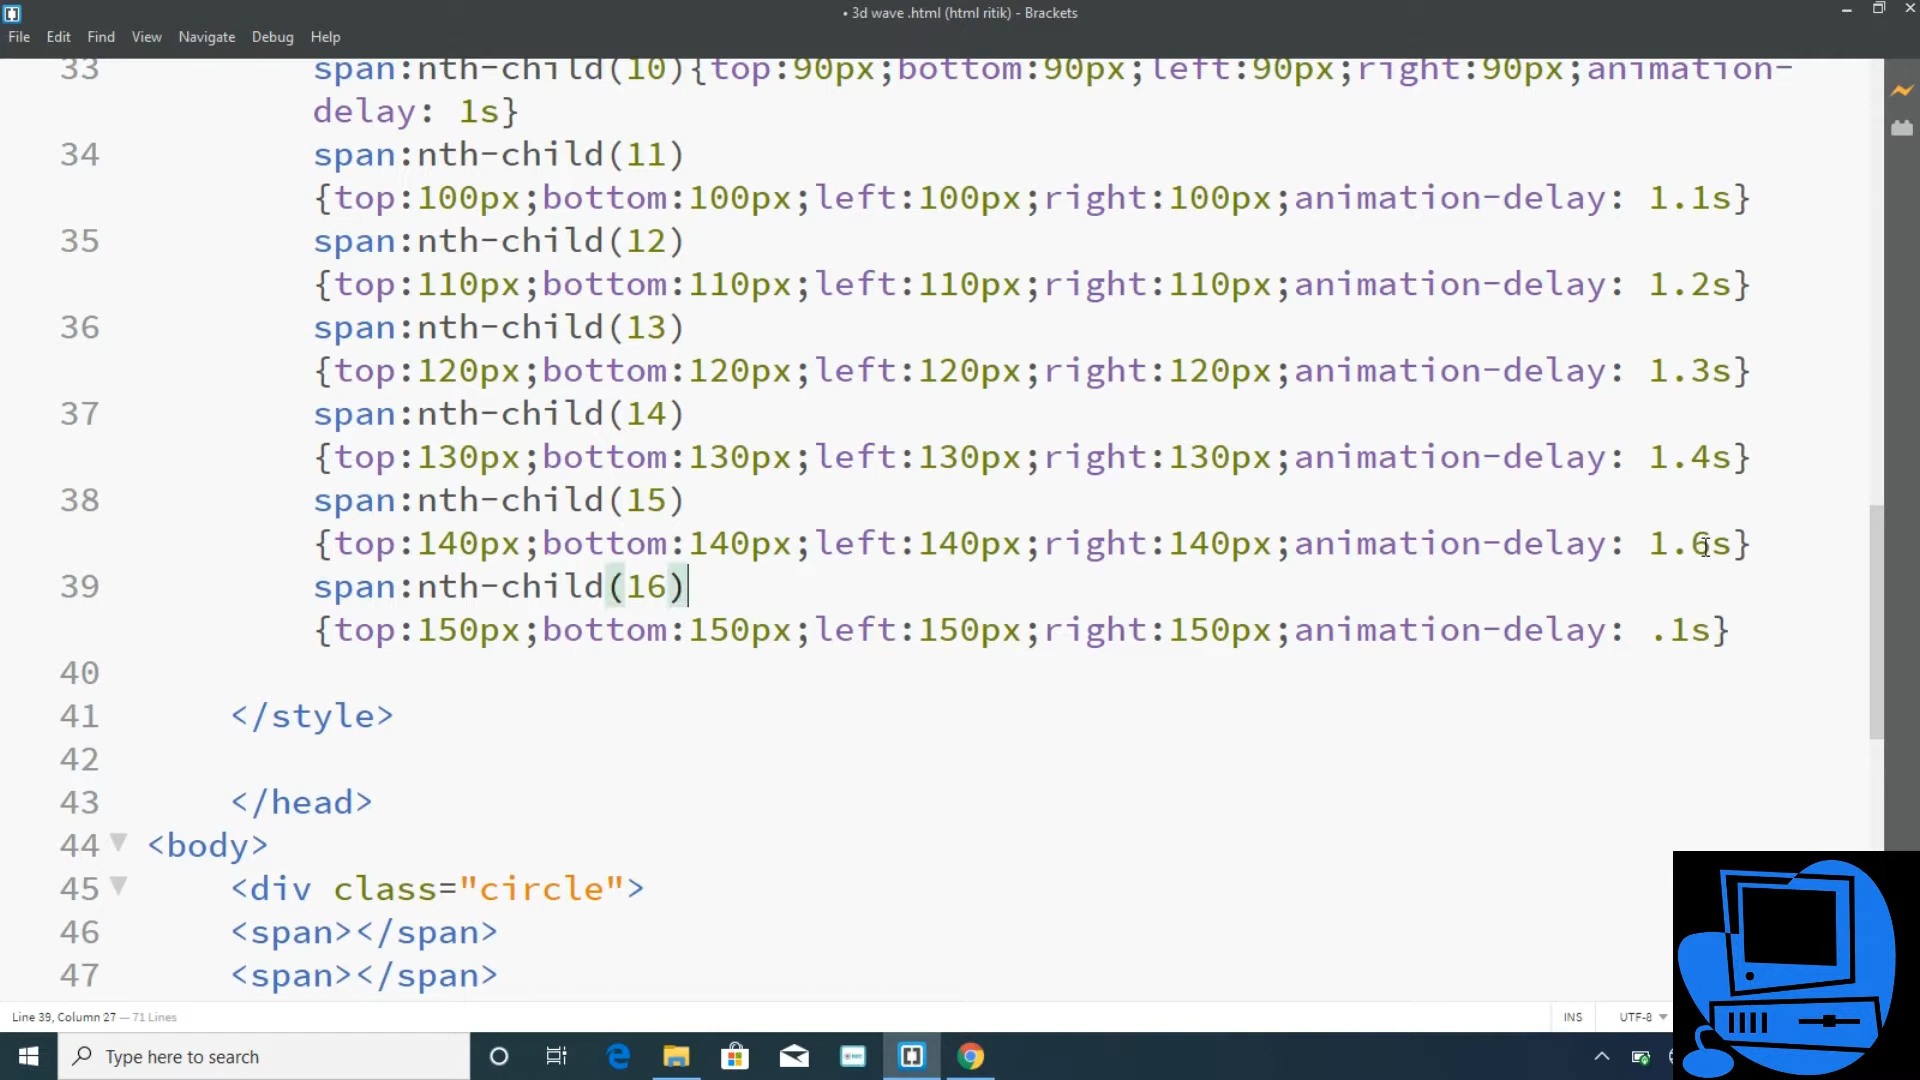 • 3d wave .html (html ritik) - Brackets
File Edit Find View Navigate Debug Help
33 span:nth-child(10){top:90px;bottom:90px;left:90px;right:90px;animation-
delay: 1s}
34 span:nth-child(11)
{top:100px;bottom:100px;left:100px;right:100px;animation-delay: 1.1s}
35 span:nth-child(12)
{top:110px;bottom:110px;left:110px;right:110px;animation-delay: 1.2s}
36 span:nth-child(13)
{top:120px;bottom:120px;left:120px;right:120px;animation-delay: 1.3s}
37 span:nth-child(14)
{top:130px;bottom:130px;left:130px;right:130px;animation-delay: 1.4s}
38 span:nth-child(15)
{top:140px;bottom:140px;left:140px;right:140px;animation-delay: 1.6s}
39 span:nth-child(16)
{top:150px;bottom:150px;left:150px;right:150px;animation-delay: .1s}
40
41 </style>
42
43 </head>
44 <body>
45 <div class="circle">
46 <span></span>
47 <span></span>
Line 39, Column 27 — 71 Lines
INS UTF-8
Type here to search